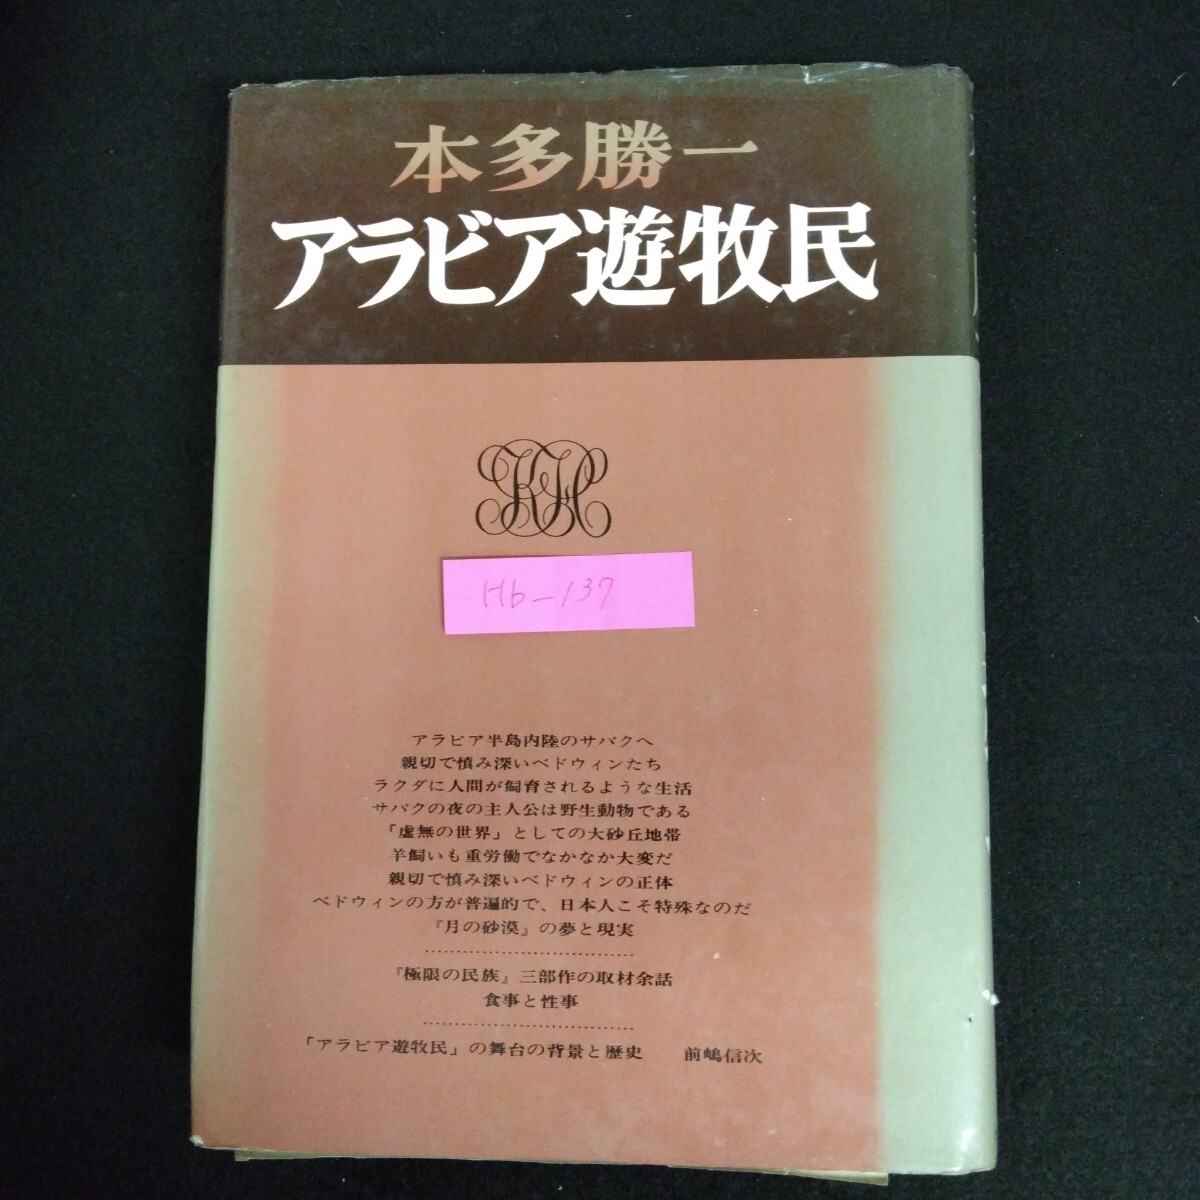 本多勝一
アラビア遊牧民
KH
Hb-137
アラビア半島内陸のサバクへ
親切で慎み深いベドウィンたち
ラクダに人間が飼育されるような生活
サバクの夜の主人公は野生動物である
「虚無の世界」としての大砂丘地帯
羊飼いも重労働でなかなか大変だ
親切で慎み深いベドウィンの正体
ベドウィンの方が普遍的で、日本人こそ特殊なのだ
『月の砂漠』の夢と現実
『極限の民族』三部作の取材余話
食事と性事
「アラビア遊牧民」の舞台の背景と歴史　前嶋信次